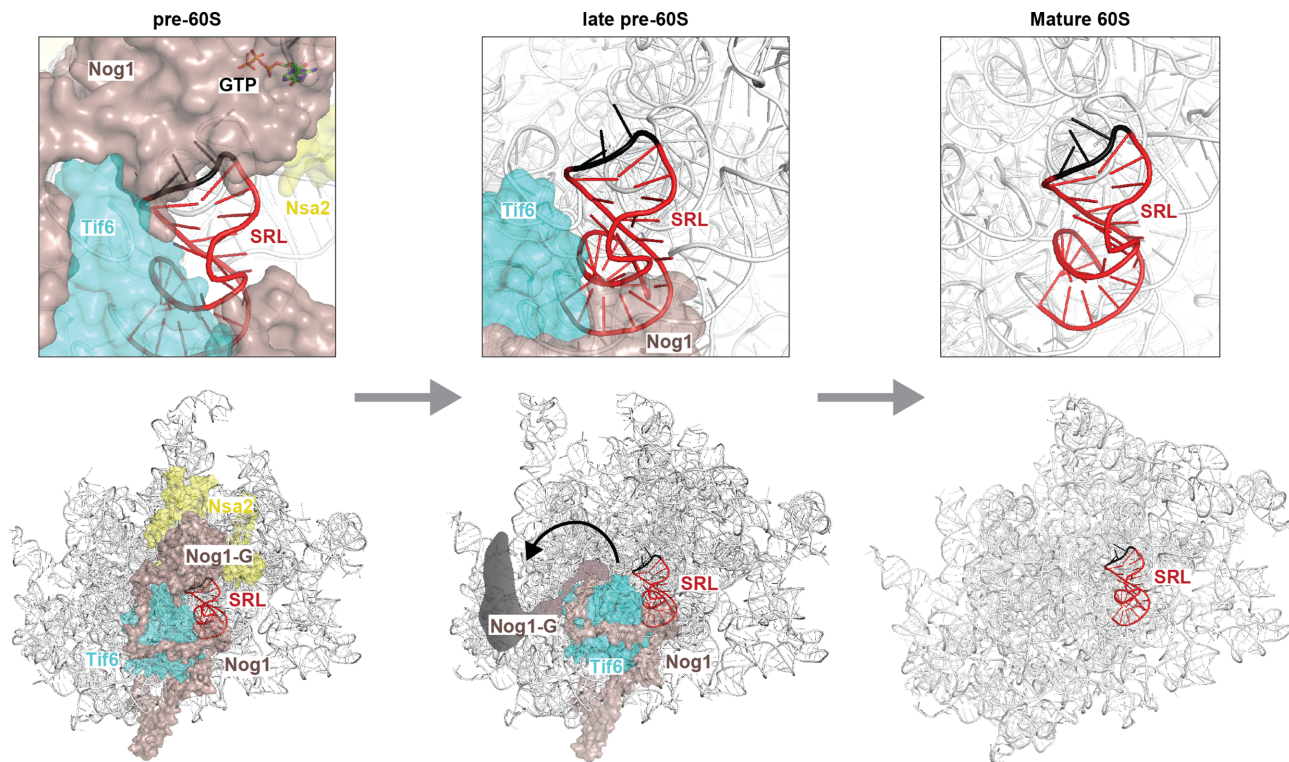 pre-60S
late pre-60S
Mature 60S
Nog1
GTP
Tif6
Nsa2
SRL
Tif6
SRL
Nog1
SRL
Nsa2
Nog1-G
SRL
Tif6
Nog1
SRL
Nog1-G
Tif6
Nog1
SRL